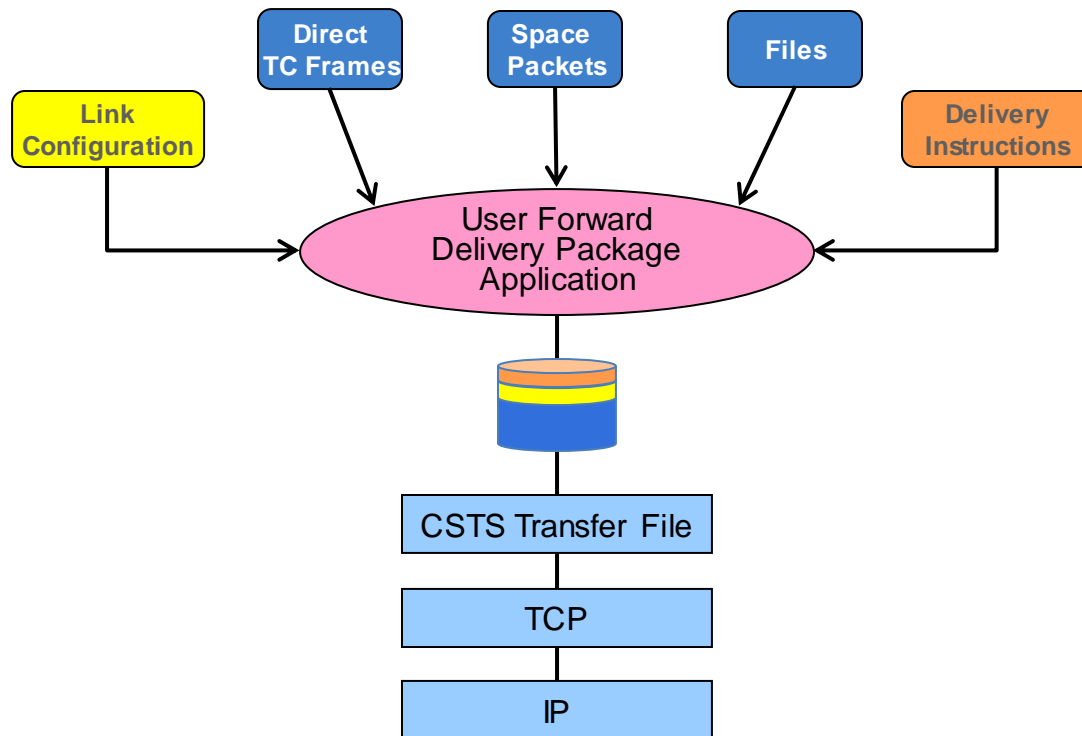 Direct
TC Frames
Space
Packets
Files
Link
Configuration
Delivery
Instructions
User Forward
Delivery Package
Application
CSTS Transfer File
TCP
IP